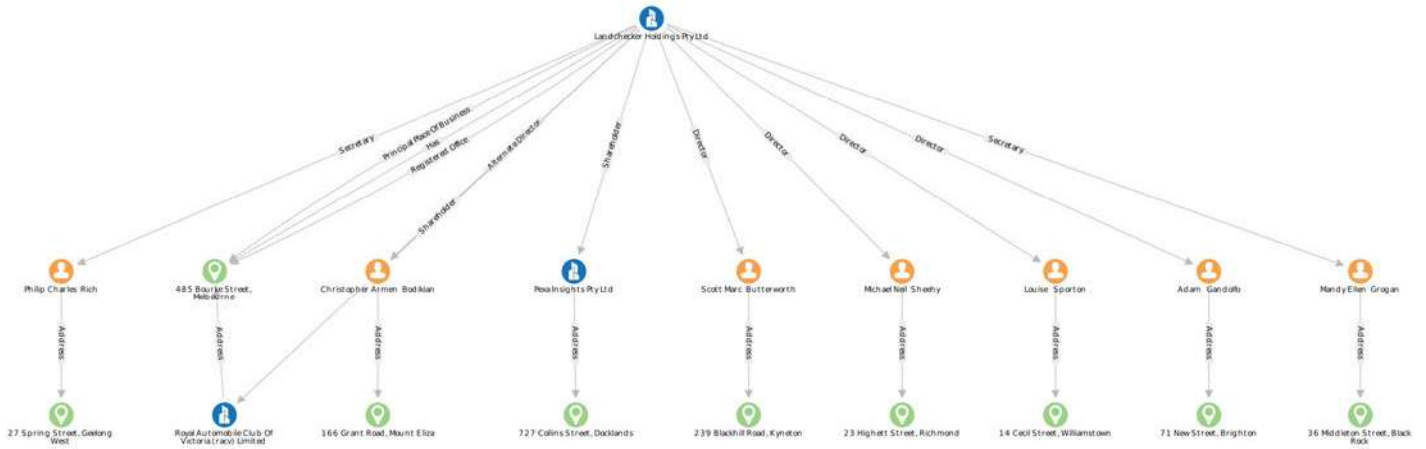 Landchecker Holdings Pty Ltd
Secretary
Principal Place Of Business
Has
Registered Office
Alternate Director
Shareholder
Shareholder
Director
Director
Director
Director
Secretary
Philip Charles Rich
485 Bourke Street,
Melbourne
Christopher Armen Bodikian
Pexa Insights Pty Ltd
Scott Marc Butterworth
Michael Neil Sheehy
Louise Sporton
Adam Gandolfo
Mandy Ellen Grogan
Address
Address
Address
Address
Address
Address
Address
Address
Address
27 Spring Street, Geelong
West
Royal Automobile Club Of
Victoria (racv) Limited
166 Grant Road, Mount Eliza
727 Collins Street, Docklands
239 Blackhill Road, Kyneton
23 Highett Street, Richmond
14 Cecil Street, Williamstown
71 New Street, Brighton
36 Middleton Street, Black
Rock